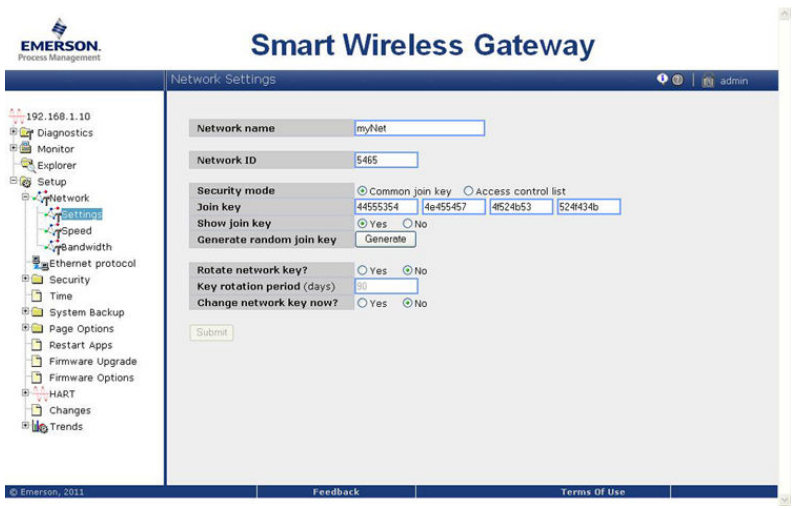 EMERSON.
Process Management
Smart Wireless Gateway
Network Settings
admin
192.168.1.10
Diagnostics
Monitor
Explorer
Setup
Network
Settings
Speed
Bandwidth
Ethernet protocol
Security
Time
System Backup
Page Options
Restart Apps
Firmware Upgrade
Firmware Options
HART
Changes
Trends
Network name myNet
Network ID 5465
Security mode Common join key Access control list
Join key 44555354 4e455457 4f524b53 524f434b
Show join key Yes No
Generate random join key Generate
Rotate network key? Yes No
Key rotation period (days) 90
Change network key now? Yes No
Submit
© Emerson, 2011 Feedback Terms Of Use